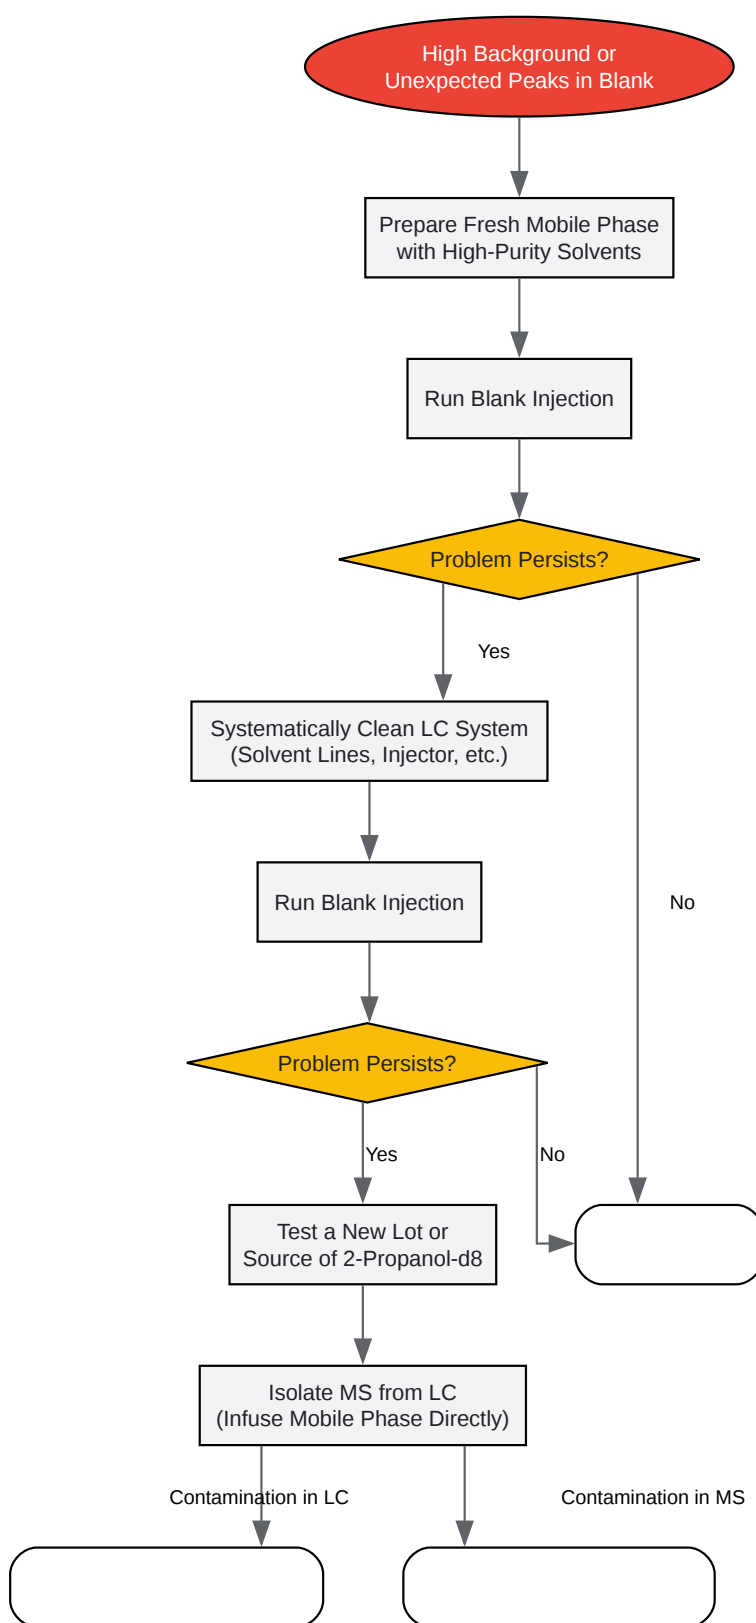 High Background or
Unexpected Peaks in Blank
Prepare Fresh Mobile Phase
with High-Purity Solvents
Run Blank Injection
Problem Persists?
Yes
Systematically Clean LC System
(Solvent Lines, Injector, etc.)
Run Blank Injection
No
Problem Persists?
Yes
No
Test a New Lot or
Source of 2-Propanol-d8
Isolate MS from LC
(Infuse Mobile Phase Directly)
Contamination in LC
Contamination in MS